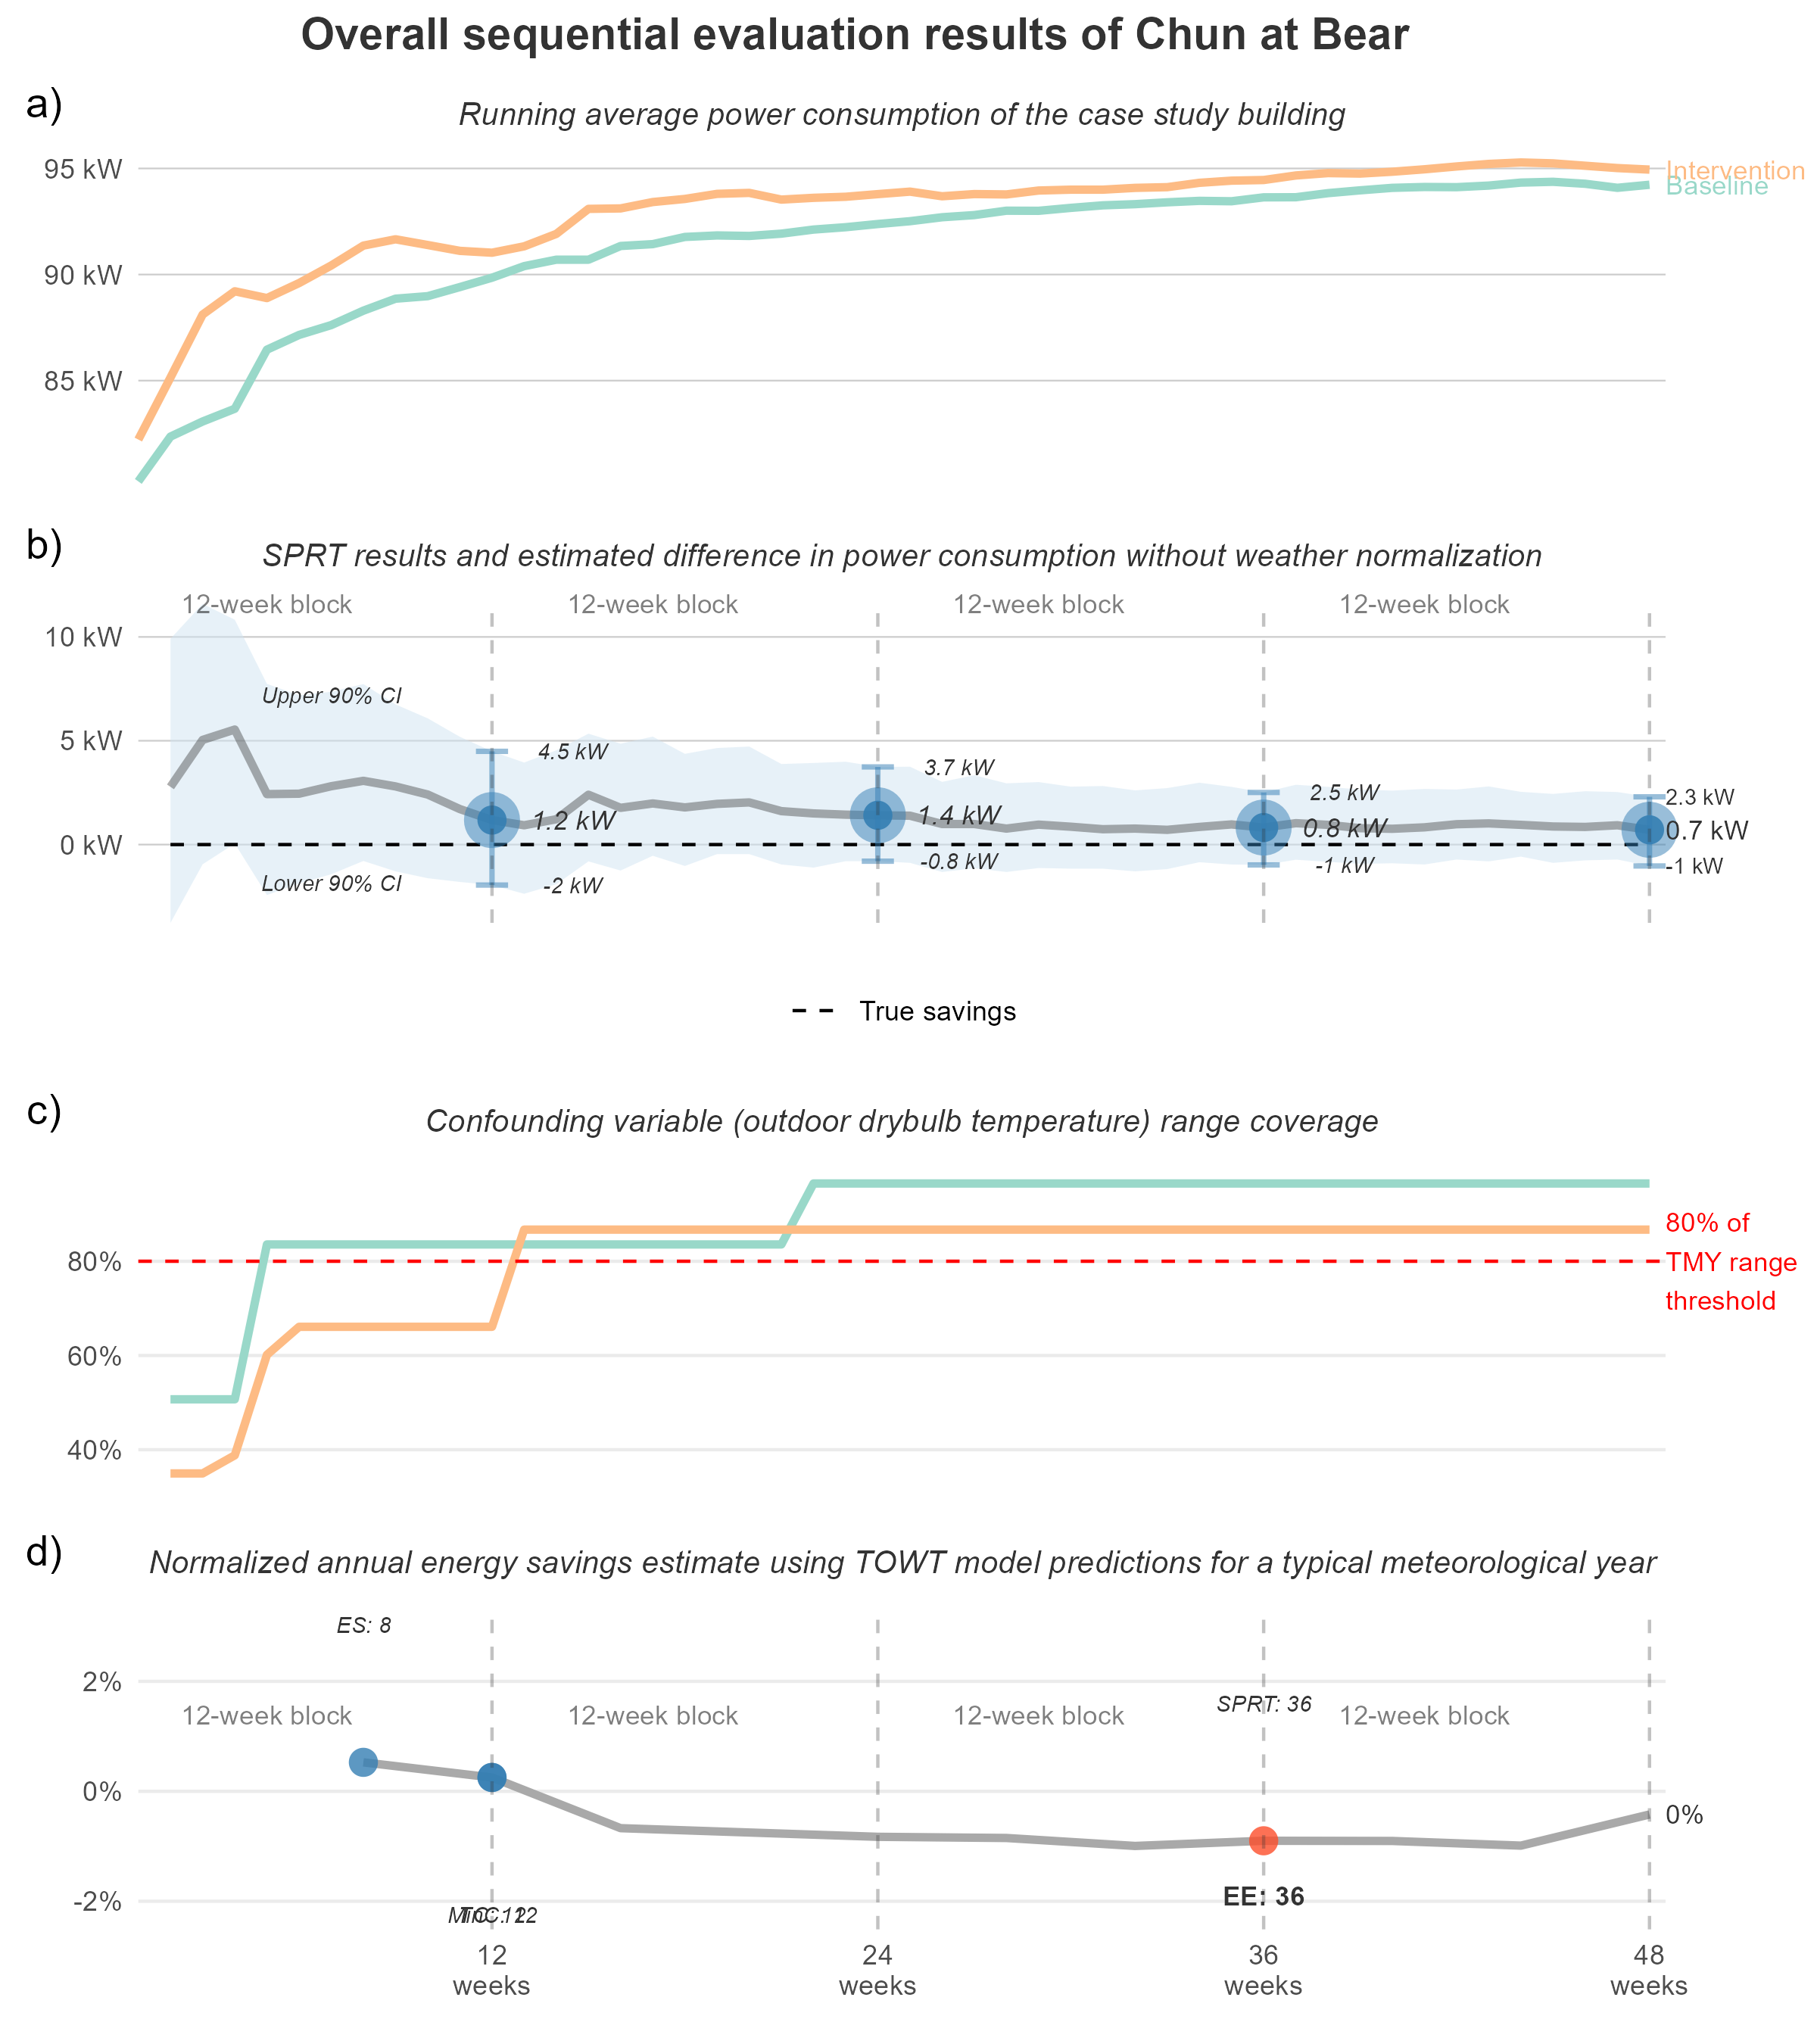 Overall sequential evaluation results of Chun at Bear
a)
Running average power consumption of the case study building
95 kW
90 kW
85 kW
Intervention
Baseline
b)
SPRT results and estimated difference in power consumption without weather normalization
12-week block 12-week block 12-week block 12-week block
10 kW
5 kW
0 kW
Upper 90% CI
Lower 90% CI
4.5 kW
1.2 kW
-2 kW
3.7 kW
1.4 kW
-0.8 kW
2.5 kW
0.8 kW
-1 kW
2.3 kW
0.7 kW
-1 kW
True savings
c)
Confounding variable (outdoor drybulb temperature) range coverage
80%
60%
40%
80% of
TMY range
threshold
d)
Normalized annual energy savings estimate using TOWT model predictions for a typical meteorological year
ES: 8
2%
0%
-2%
SPRT: 36
12-week block 12-week block 12-week block 12-week block
0%
EE: 36
12
weeks
24
weeks
36
weeks
48
weeks